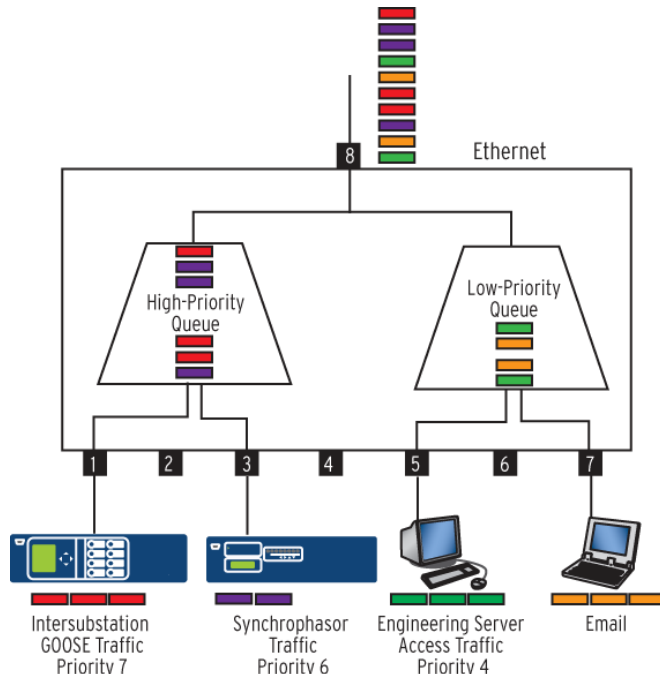 8
Ethernet
High-Priority
Queue
Low-Priority
Queue
1 2 3 4 5 6 7
Intersubstation
GOOSE Traffic
Priority 7
Synchrophasor
Traffic
Priority 6
Engineering Server
Access Traffic
Priority 4
Email